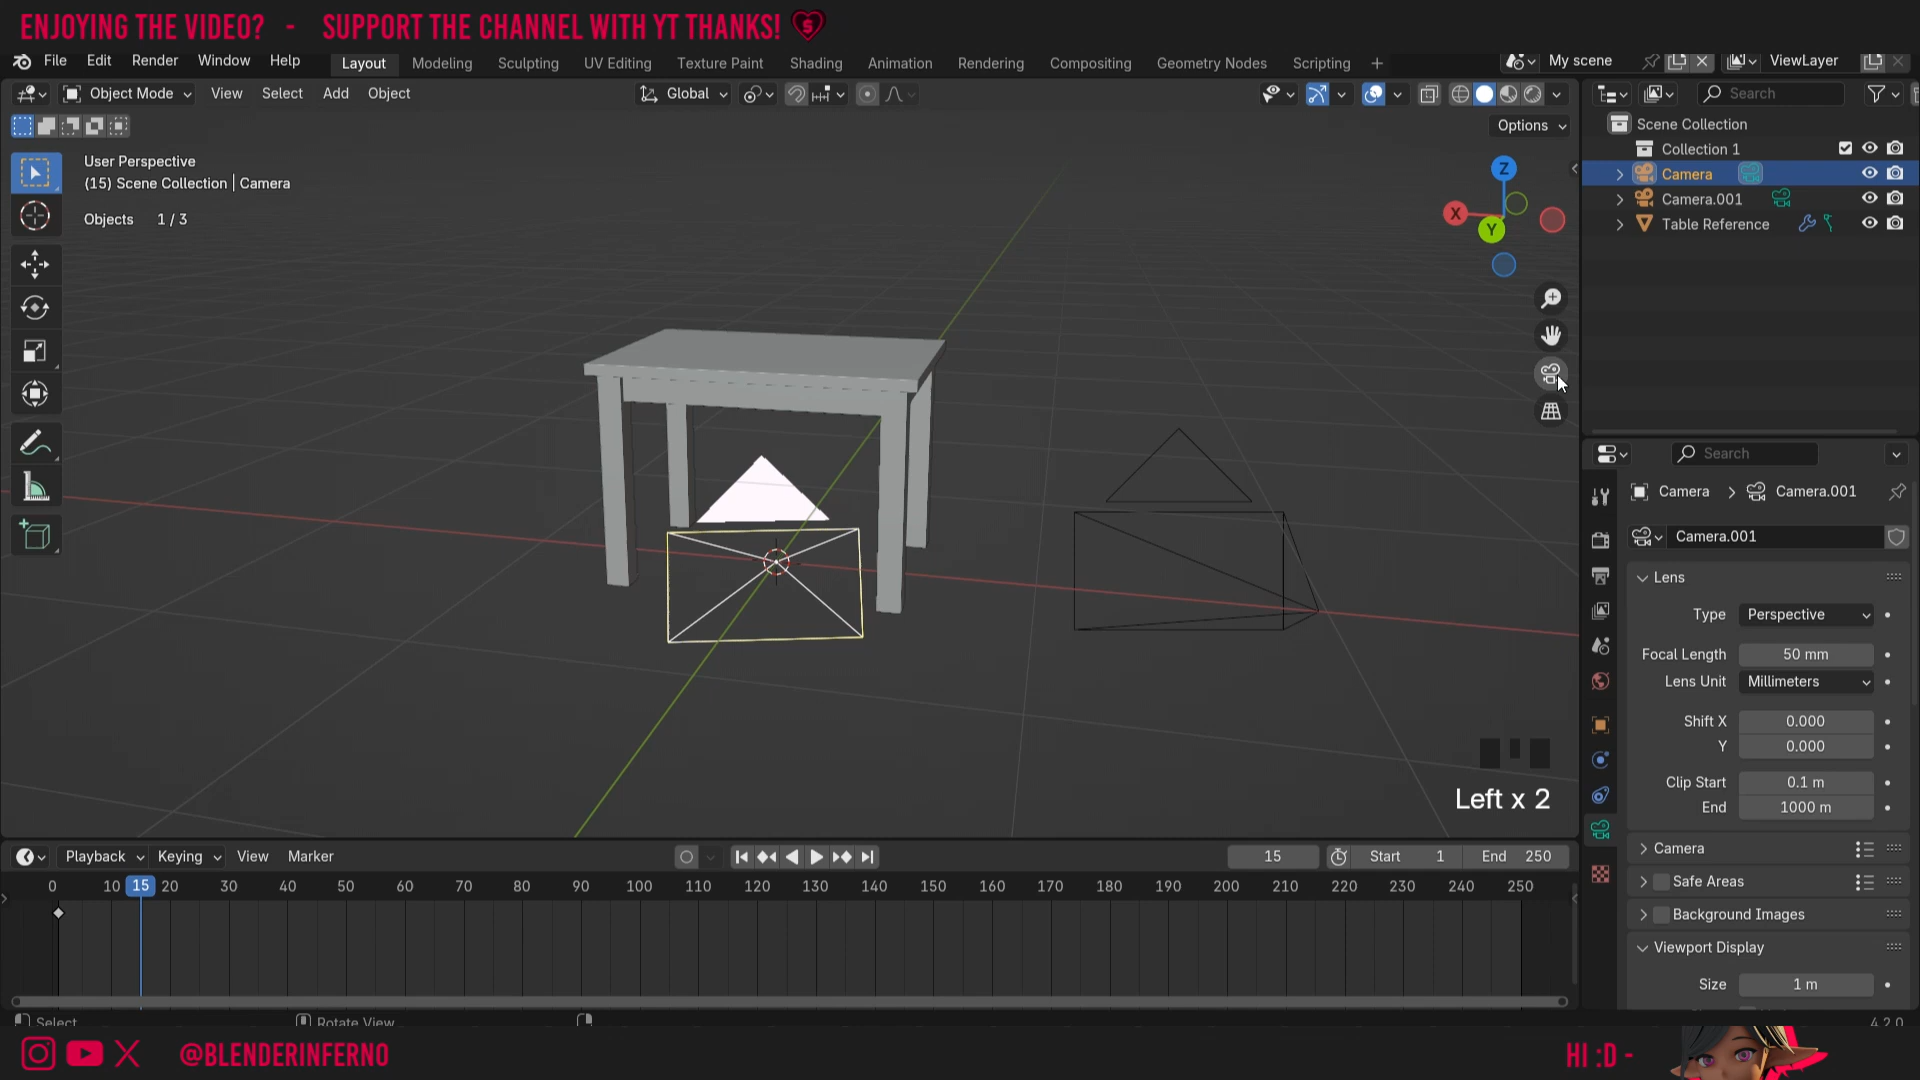 ENJOYING THE VIDEO? - SUPPORT THE CHANNEL WITH YT THANKS!
File Edit Render Window Help Layout Modeling Sculpting UV Editing Texture Paint Shading Animation Rendering Compositing Geometry Nodes Scripting My scene ViewLayer
Object Mode View Select Add Object Global Search
Options
User Perspective
(15) Scene Collection | Camera
Objects 1 / 3
Z
X
Y
Left x 2
Scene Collection
Collection 1
Camera
Camera.001
Table Reference
Search
Camera Camera.001
Camera.001
Lens
Type Perspective
Focal Length 50 mm
Lens Unit Millimeters
Shift X 0.000
Y 0.000
Clip Start 0.1 m
End 1000 m
Camera
Safe Areas
Background Images
Viewport Display
Size 1 m
Playback Keying View Marker 15 Start 1 End 250
0 10 15 20 30 40 50 60 70 80 90 100 110 120 130 140 150 160 170 180 190 200 210 220 230 240 250
Select Rotate View 4.2.0
@BLENDERINFERNO
HI :D -